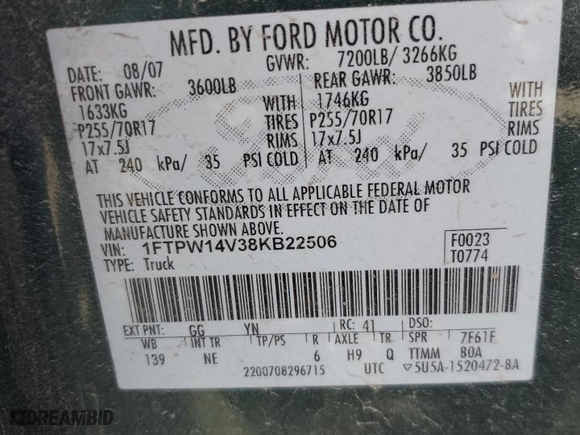 MFD. BY FORD MOTOR CO.
DATE: 08/07 GVWR: 7200LB/ 3266KG
FRONT GAWR: 3600LB REAR GAWR: 3850LB
1633KG WITH 1746KG WITH
P255/70R17 TIRES P255/70R17 TIRES
17x7.5J RIMS 17x7.5J RIMS
AT 240 kPa/ 35 PSI COLD AT 240 kPa/ 35 PSI COLD
Ford
THIS VEHICLE CONFORMS TO ALL APPLICABLE FEDERAL MOTOR
VEHICLE SAFETY STANDARDS IN EFFECT ON THE DATE OF
MANUFACTURE SHOWN ABOVE.
VIN: 1FTPW14V38KB22506 F0023
TYPE: Truck T0774
EXT PNT: GG YN RC: 41 DSO:
WB INT TR TP/PS R AXLE TR SPR 7F61F
139 NE 6 H9 Q TTMM BOA
2200708296715 UTC ▽5U5A-1520472-BA
DREAMBID